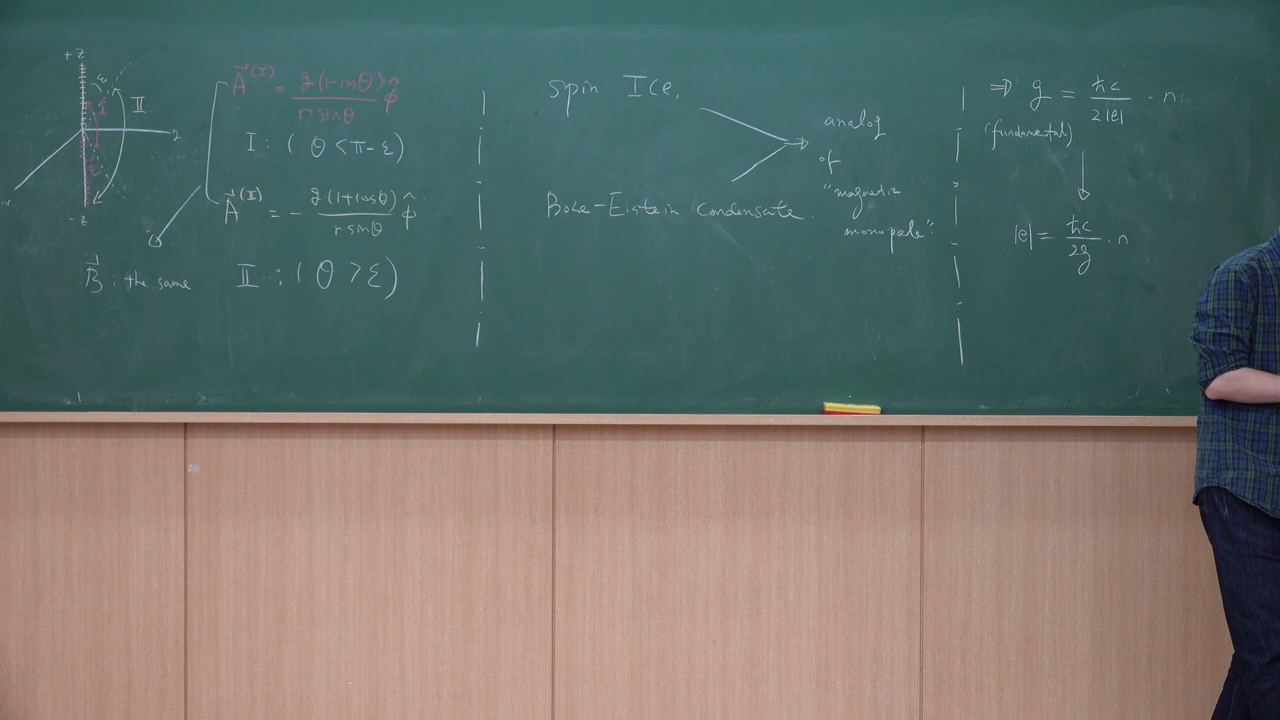 +z
ε
I
II
y
ε
x
-z
A⃗^(I) = g(1-cosθ)/(r sinθ) φ̂
I : ( θ < π-ε)
A⃗^(II) = - g(1+cosθ)/(r sinθ) φ̂
B⃗ : the same
II : ( θ > ε)
Spin Ice,
Bose-Eistein Condensate.
analog
of
"magnetic
monopole".
⇒ g = ħc/2|e| · n,
(fundamental)
|e| = ħc/2g · n